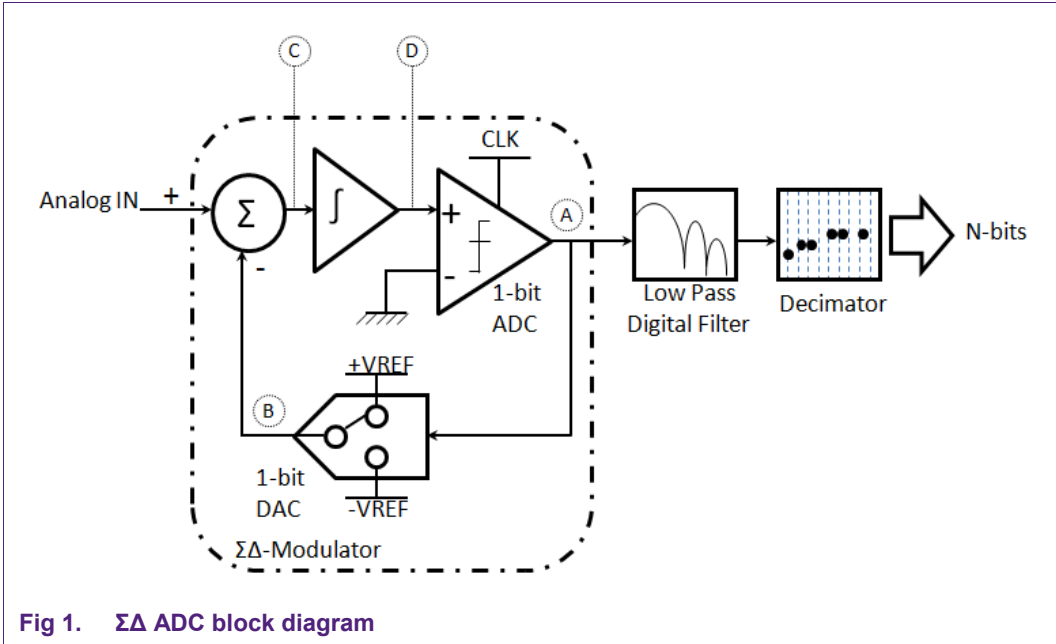 C
D
CLK
Analog IN
+
Σ
∫
+
A
N-bits
-
-
1-bit
ADC
Low Pass
Digital Filter
Decimator
+VREF
B
1-bit
DAC
-VREF
ΣΔ-Modulator
Fig 1. ΣΔ ADC block diagram